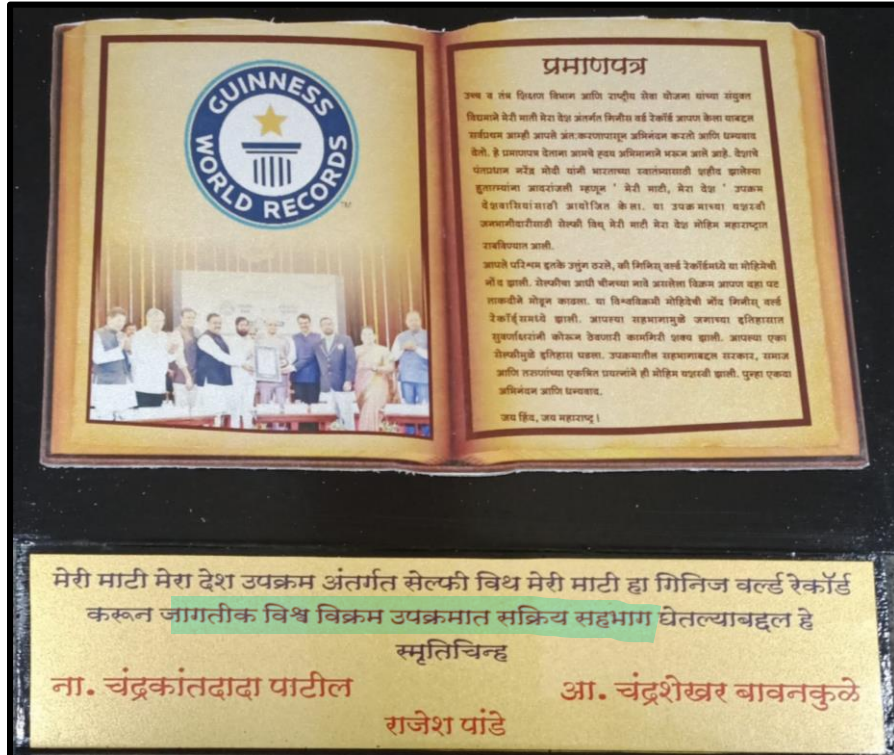 GUINNESS
WORLD RECORDS
TM
प्रमाणपत्र
उच्च व तंत्र शिक्षण विभाग आणि राष्ट्रीय सेवा योजना यांच्या संयुक्त
विद्यमाने मेरी माती मेरा देश अंतर्गत गिनीस वर्ड रेकॉर्ड आपण केला याबद्दल
सर्वप्रथम आम्ही आपले अंतःकरणापासून अभिनंदन करतो आणि धन्यवाद
देतो. हे प्रमाणपत्र देताना आमचे हृदय अभिमानाने भरून आले आहे. देशाचे
पंतप्रधान नरेंद्र मोदी यांनी भारताच्या स्वातंत्र्यासाठी शहीद झालेल्या
हुतात्म्यांना आदरांजली म्हणून ' मेरी माटी, मेरा देश ' उपक्रम
देशवासियांसाठी आयोजित केला. या उपक्रमाच्या यशस्वी
जनभागीदारीसाठी सेल्फी विथ् मेरी माटी मेरा देश मोहिम महाराष्ट्रात
राबविण्यात आली.
आपले परिश्रम इतके उत्तुंग ठरले, की गिनिस् वर्ल्ड रेकॉर्डमध्ये या मोहिमेची
नोंद झाली. सेल्फीचा आधी चीनच्या नावे असलेला विक्रम आपण दहा पट
ताकदीने मोडून काढला. या विश्वविक्रमी मोहिदेची नोंद गिनीस् वर्ल्ड
रेकॉर्ड्समध्ये झाली. आपल्या सहभागामुळे जगाच्या इतिहासात
सुवर्णाक्षरांनी कोरून ठेवणारी कामगिरी शक्य झाली. आपल्या एका
सेल्फीमुळे इतिहास घडला. उपक्रमातील सहभागाबद्दल सरकार, समाज
आणि तरुणांच्या एकत्रित प्रयत्नाने ही मोहिम यशस्वी झाली. पुन्हा एकदा
अभिनंदन आणि धन्यवाद.
जय हिंद, जय महाराष्ट्र !
मेरी माटी मेरा देश उपक्रम अंतर्गत सेल्फी विथ मेरी माटी हा गिनिज वर्ल्ड रेकॉर्ड
करून जागतीक विश्व विक्रम उपक्रमात सक्रिय सहभाग घेतल्याबद्दल हे
स्मृतिचिन्ह
ना. चंद्रकांतदादा पाटील आ. चंद्रशेखर बावनकुळे
राजेश पांडे